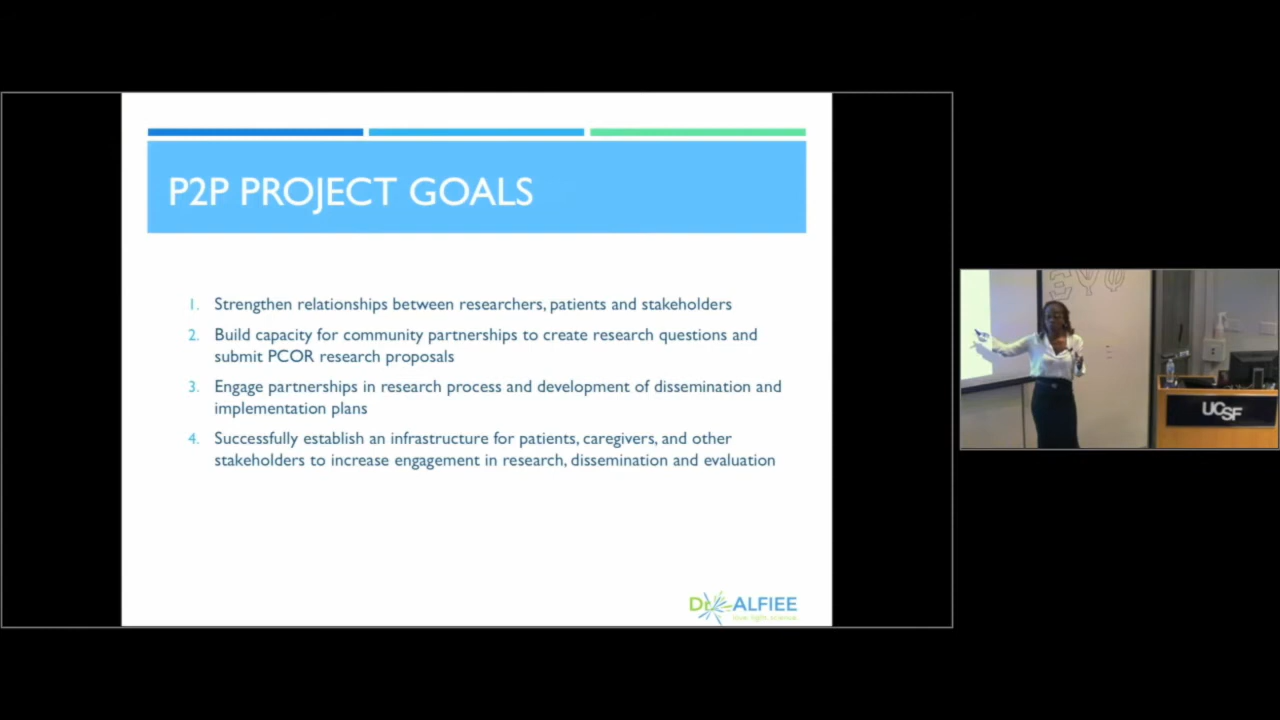 P2P PROJECT GOALS
1. Strengthen relationships between researchers, patients and stakeholders
2. Build capacity for community partnerships to create research questions and
submit PCOR research proposals
3. Engage partnerships in research process and development of dissemination and
implementation plans
4. Successfully establish an infrastructure for patients, caregivers, and other
stakeholders to increase engagement in research, dissemination and evaluation
ALFIEE
UCSF
ΣΨΦ